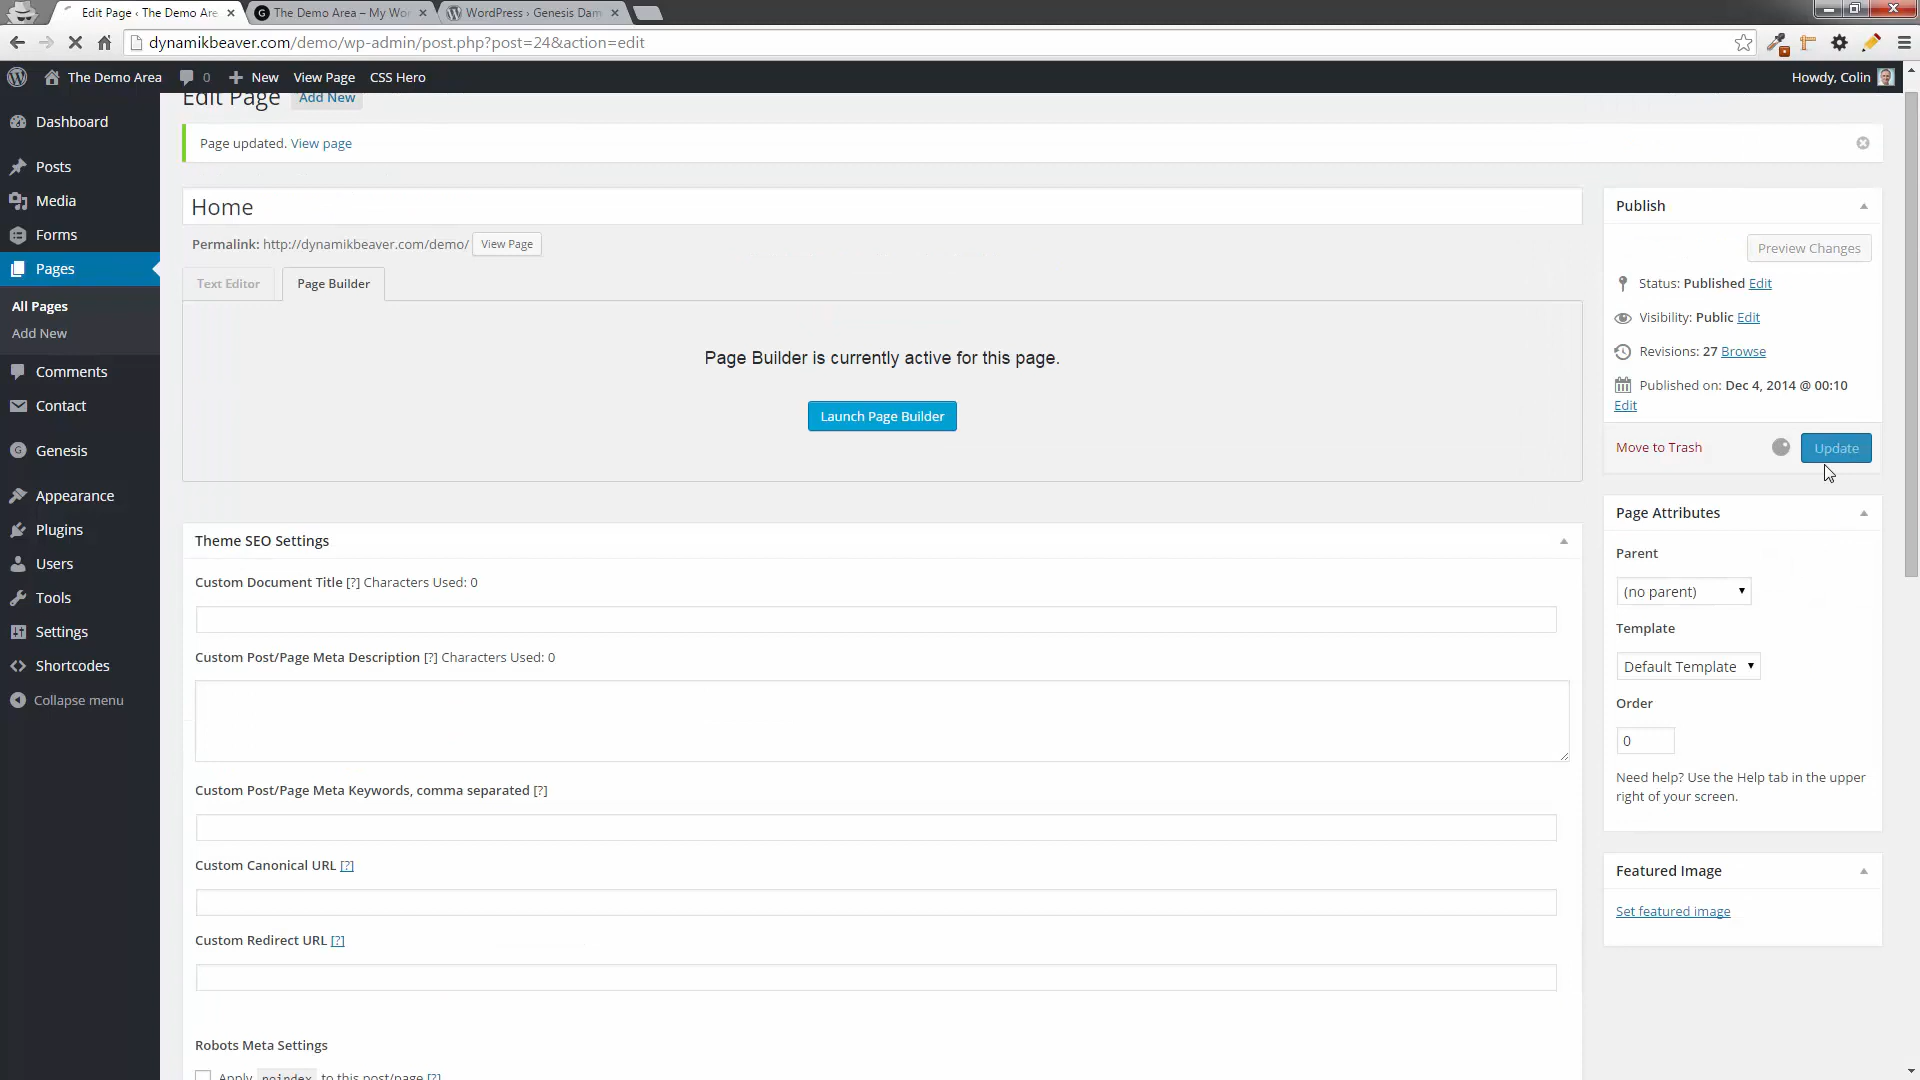 Edit Page ‹ The Demo Are
The Demo Area – My Wo
WordPress › Genesis Dam
dynamikbeaver.com/demo/wp-admin/post.php?post=24&action=edit
The Demo Area
0
New
View Page
CSS Hero
Howdy, Colin
Dashboard
Posts
Media
Forms
Pages
All Pages
Add New
Comments
Contact
Genesis
Appearance
Plugins
Users
Tools
Settings
Shortcodes
Collapse menu
Edit Page Add New
Page updated. View page
Home
Permalink: http://dynamikbeaver.com/demo/ View Page
Text Editor Page Builder
Page Builder is currently active for this page.
Launch Page Builder
Theme SEO Settings
Custom Document Title [?] Characters Used: 0
Custom Post/Page Meta Description [?] Characters Used: 0
Custom Post/Page Meta Keywords, comma separated [?]
Custom Canonical URL [?]
Custom Redirect URL [?]
Robots Meta Settings
Apply noindex to this post/page [?]
Publish
Preview Changes
Status: Published Edit
Visibility: Public Edit
Revisions: 27 Browse
Published on: Dec 4, 2014 @ 00:10
Edit
Move to Trash
Update
Page Attributes
Parent
(no parent)
Template
Default Template
Order
0
Need help? Use the Help tab in the upper
right of your screen.
Featured Image
Set featured image